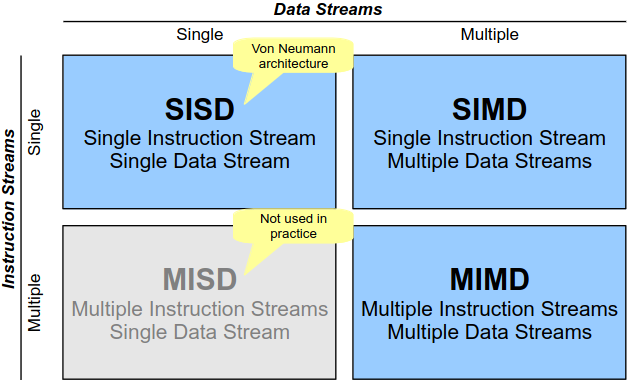 Data Streams
Single
Multiple
Instruction Streams
Single
Von Neumann
architecture
SISD
Single Instruction Stream
Single Data Stream
SIMD
Single Instruction Stream
Multiple Data Streams
Multiple
Not used in
practice
MISD
Multiple Instruction Streams
Single Data Stream
MIMD
Multiple Instruction Streams
Multiple Data Streams